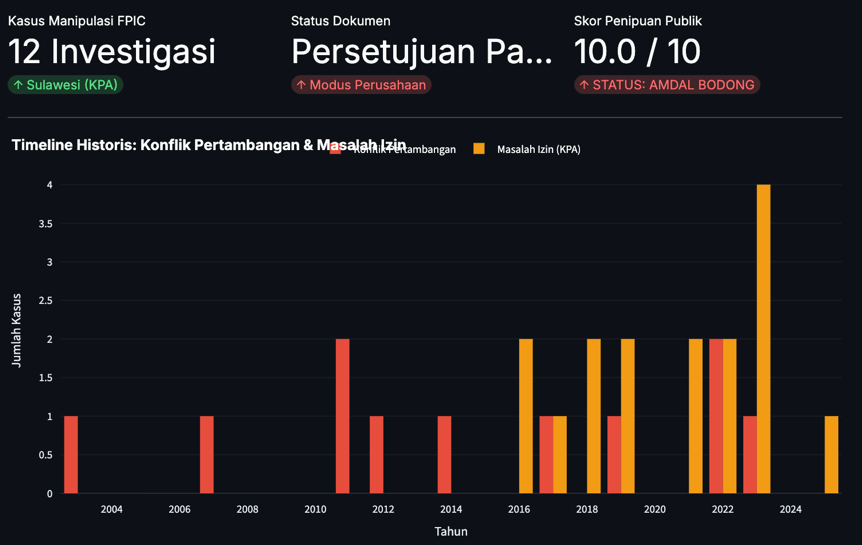 Kasus Manipulasi FPIC
12 Investigasi
↑ Sulawesi (KPA)
Status Dokumen
Persetujuan Pa...
↑ Modus Perusahaan
Skor Penipuan Publik
10.0 / 10
↑ STATUS: AMDAL BODONG
Timeline Historis: Konflik Pertambangan & Masalah Izin
Konflik Pertambangan
Masalah Izin (KPA)
4
3.5
3
2.5
2
1.5
1
0.5
0
Jumlah Kasus
2004 2006 2008 2010 2012 2014 2016 2018 2020 2022 2024
Tahun